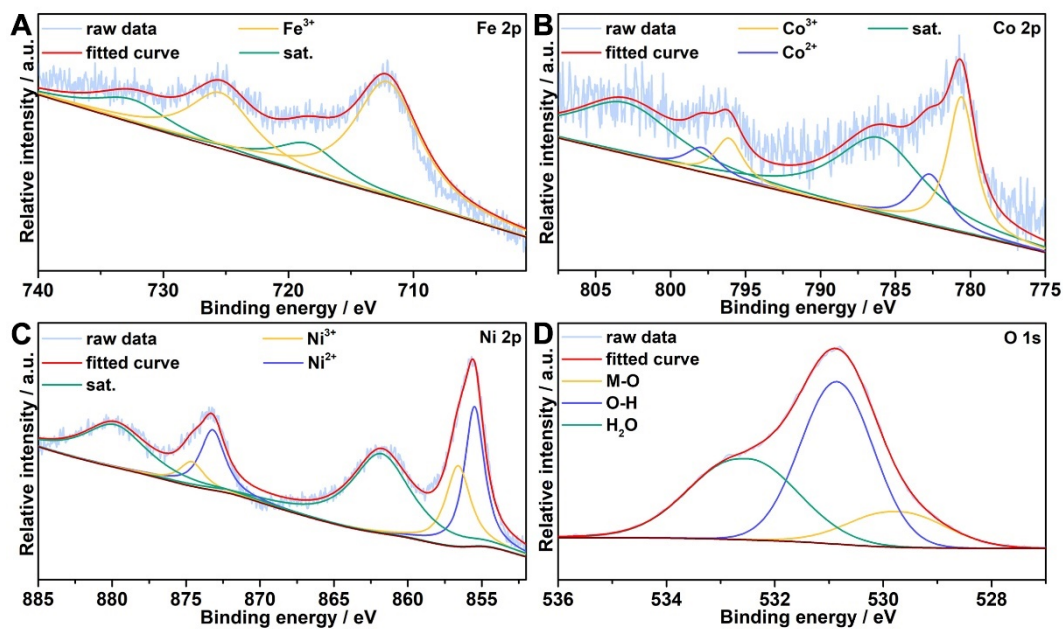 A
raw data
Fe³⁺
Fe 2p
fitted curve
sat.
Relative intensity / a.u.
740 730 720 710
Binding energy / eV
B
raw data
Co³⁺
sat.
Co 2p
fitted curve
Co²⁺
Relative intensity / a.u.
805 800 795 790 785 780 775
Binding energy / eV
C
raw data
Ni³⁺
Ni 2p
fitted curve
Ni²⁺
sat.
Relative intensity / a.u.
885 880 875 870 865 860 855
Binding energy / eV
D
raw data
O 1s
fitted curve
M-O
O-H
H₂O
Relative intensity / a.u.
536 534 532 530 528
Binding energy / eV